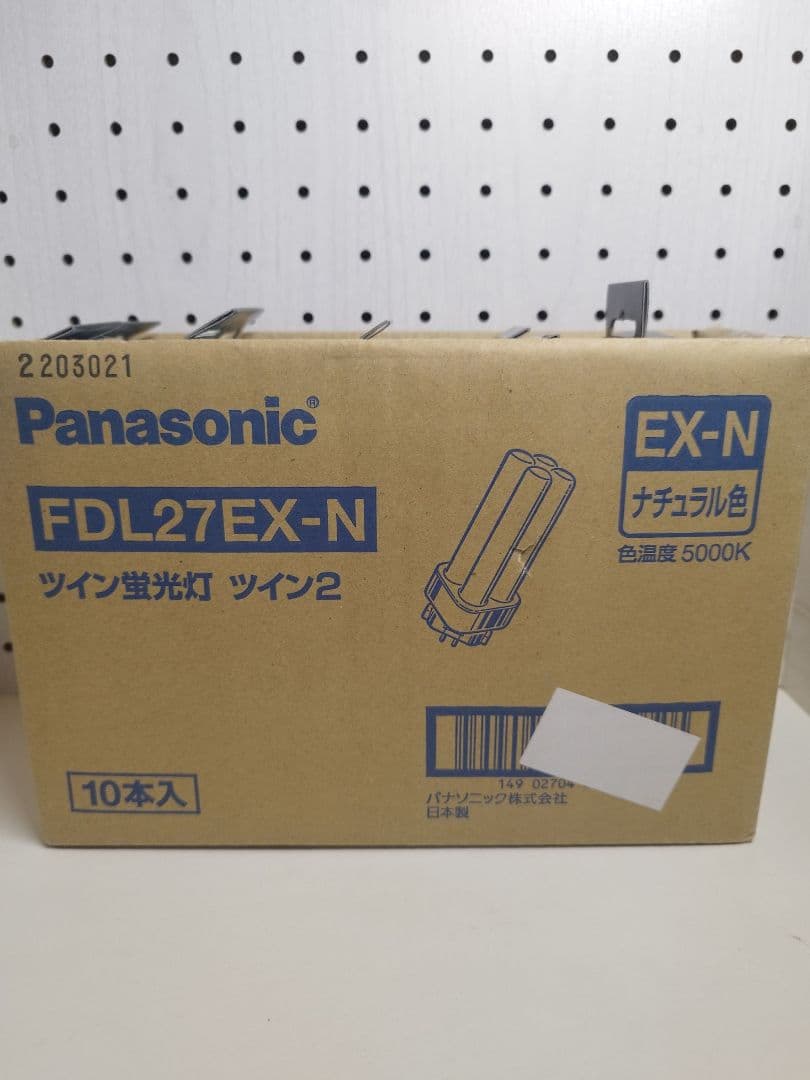 2203021
Panasonic®
EX-N
FDL27EX-N
ナチュラル色
ツイン蛍光灯 ツイン2
色温度 5000K
10本入
149 02704
パナソニック株式会社
日本製